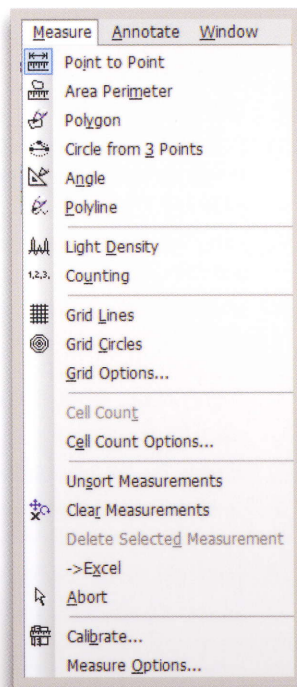 Measure Annotate Window
Point to Point
Area Perimeter
Polygon
Circle from 3 Points
Angle
Polyline
Light Density
1,2,3, Counting
Grid Lines
Grid Circles
Grid Options...
Cell Count
Cell Count Options...
Unsort Measurements
Clear Measurements
Delete Selected Measurement
->Excel
Abort
Calibrate...
Measure Options...